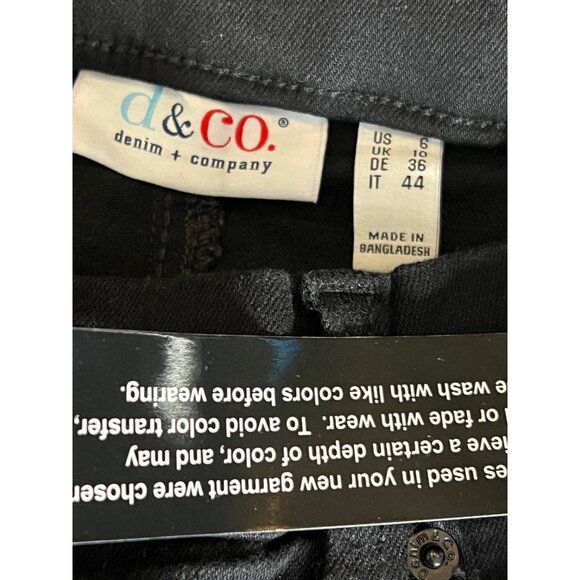 d&co.®
denim + company
US 6
UK 10
DE 36
IT 44
MADE IN
BANGLADESH
es used in your new garment were chosen
ieve a certain depth of color, and may
or fade with wear. To avoid color transfer,
e wash with like colors before wearing.